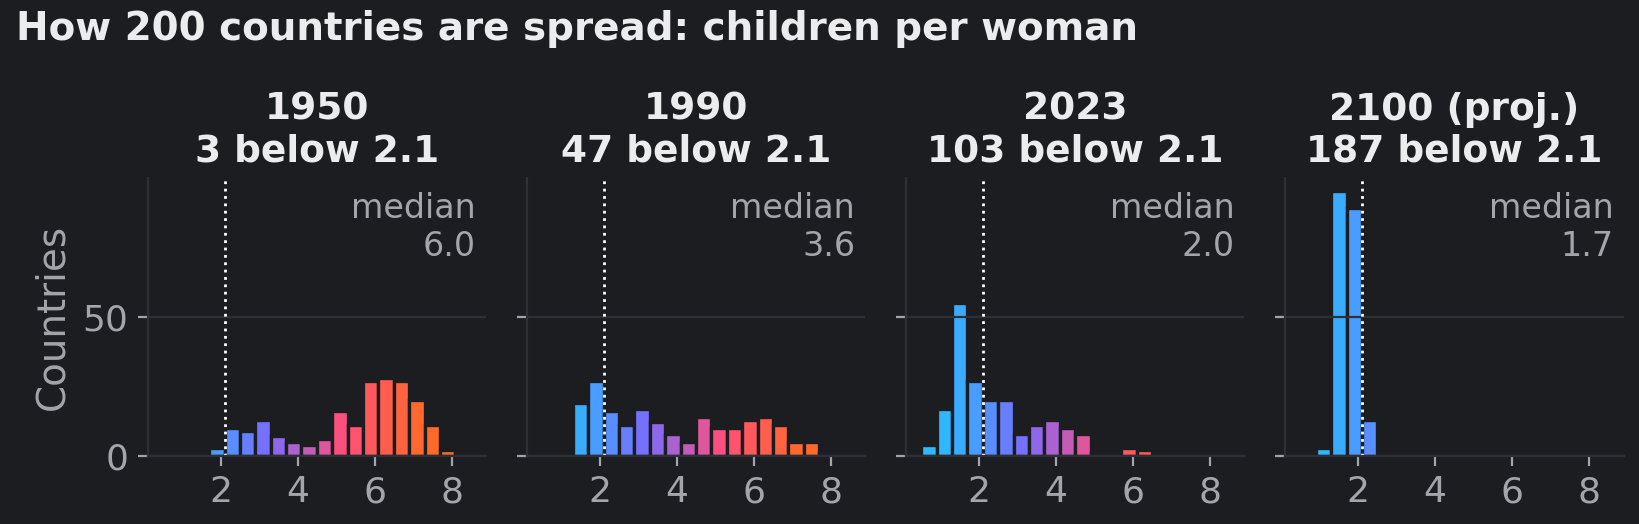 How 200 countries are spread: children per woman
1950
3 below 2.1
1990
47 below 2.1
2023
103 below 2.1
2100 (proj.)
187 below 2.1
median
6.0
median
3.6
median
2.0
median
1.7
Countries
50
0
2 4 6 8
2 4 6 8
2 4 6 8
2 4 6 8